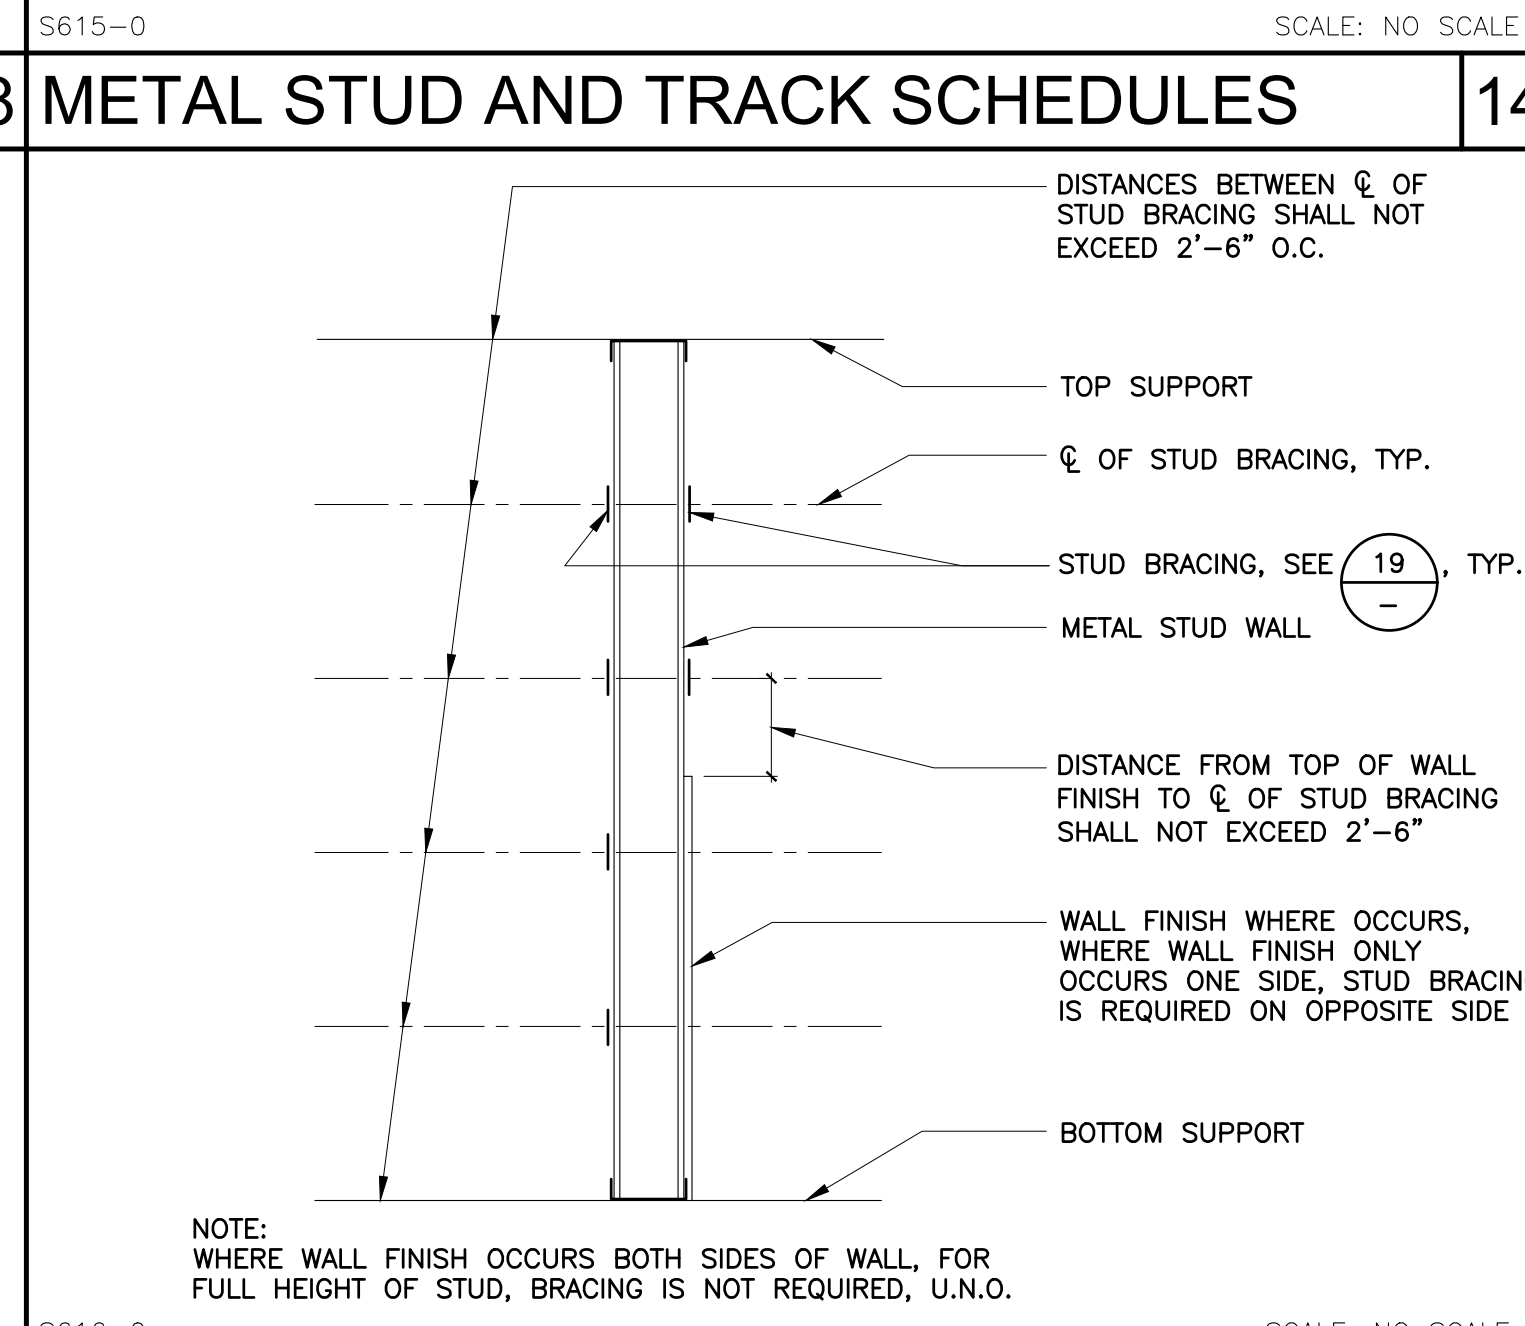 S615-0
SCALE: NO SCALE
METAL STUD AND TRACK SCHEDULES
14
DISTANCES BETWEEN ℄ OF
STUD BRACING SHALL NOT
EXCEED 2'-6" O.C.
TOP SUPPORT
℄ OF STUD BRACING, TYP.
STUD BRACING, SEE 19 , TYP.
–
METAL STUD WALL
DISTANCE FROM TOP OF WALL
FINISH TO ℄ OF STUD BRACING
SHALL NOT EXCEED 2'-6"
WALL FINISH WHERE OCCURS,
WHERE WALL FINISH ONLY
OCCURS ONE SIDE, STUD BRACIN
IS REQUIRED ON OPPOSITE SIDE
BOTTOM SUPPORT
NOTE:
WHERE WALL FINISH OCCURS BOTH SIDES OF WALL, FOR
FULL HEIGHT OF STUD, BRACING IS NOT REQUIRED, U.N.O.